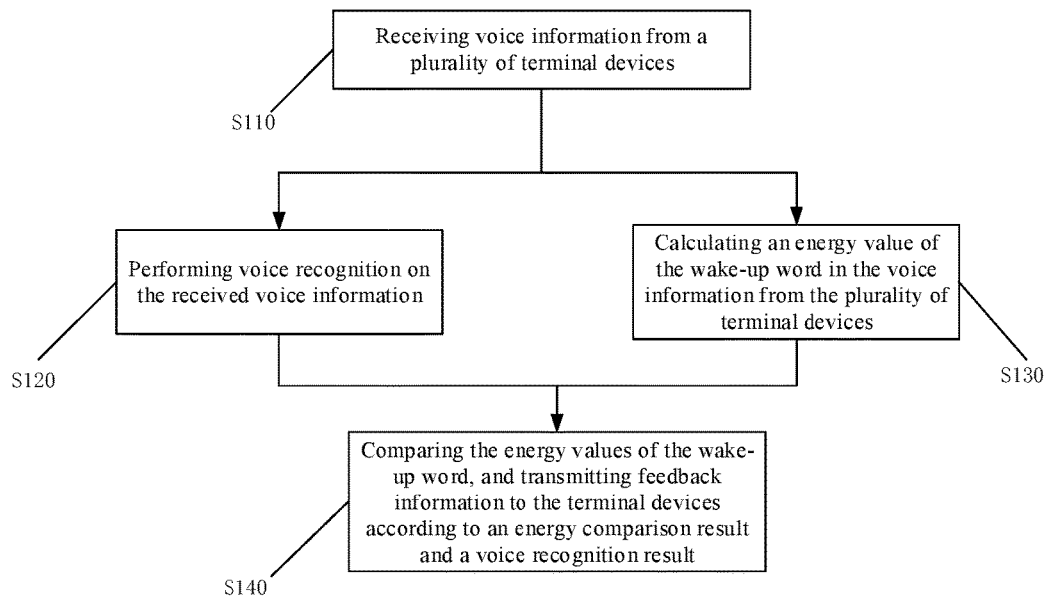 Receiving voice information from a
plurality of terminal devices
S110
Performing voice recognition on
the received voice information
S120
Calculating an energy value of
the wake-up word in the voice
information from the plurality of
terminal devices
S130
Comparing the energy values of the wake-
up word, and transmitting feedback
information to the terminal devices
according to an energy comparison result
and a voice recognition result
S140